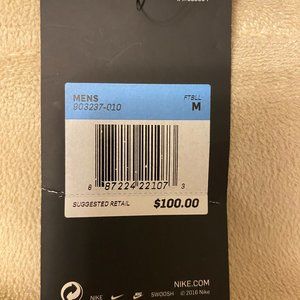 MENS FTBLL
903237-010 M
8 87224 22107 3
SUGGESTED RETAIL $100.00
NIKE.COM
NIKE SWOOSH © 2016 Nike